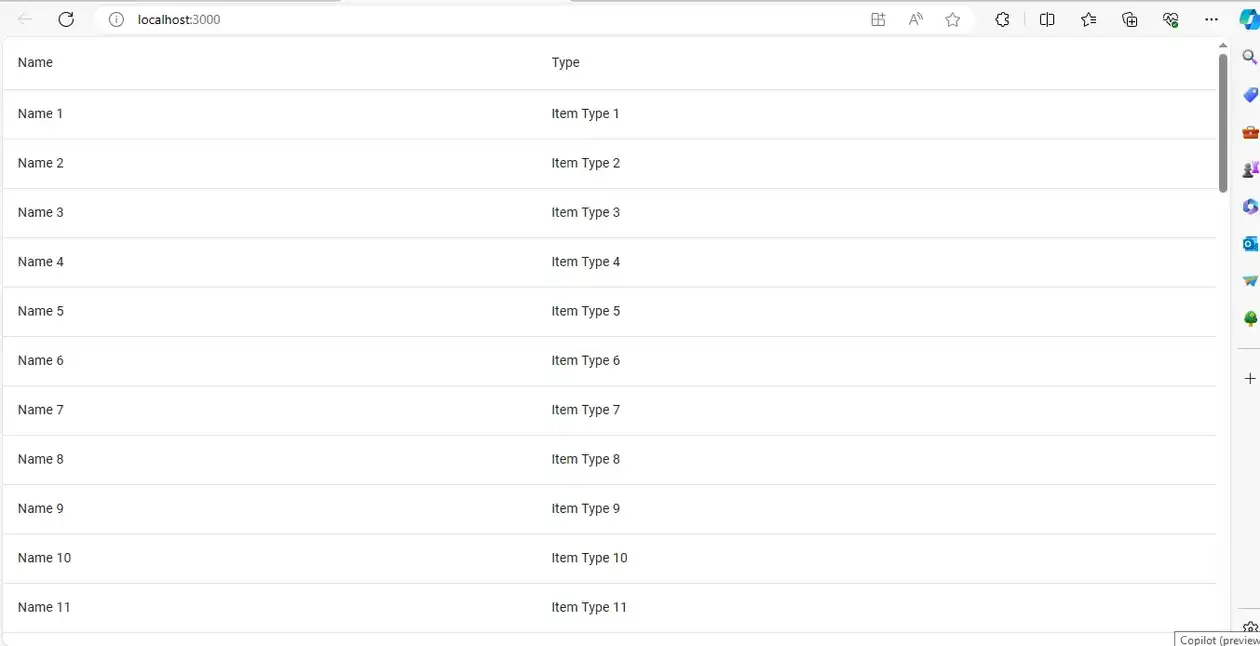 localhost:3000
Name Type
Name 1 Item Type 1
Name 2 Item Type 2
Name 3 Item Type 3
Name 4 Item Type 4
Name 5 Item Type 5
Name 6 Item Type 6
Name 7 Item Type 7
Name 8 Item Type 8
Name 9 Item Type 9
Name 10 Item Type 10
Name 11 Item Type 11
Copilot (preview